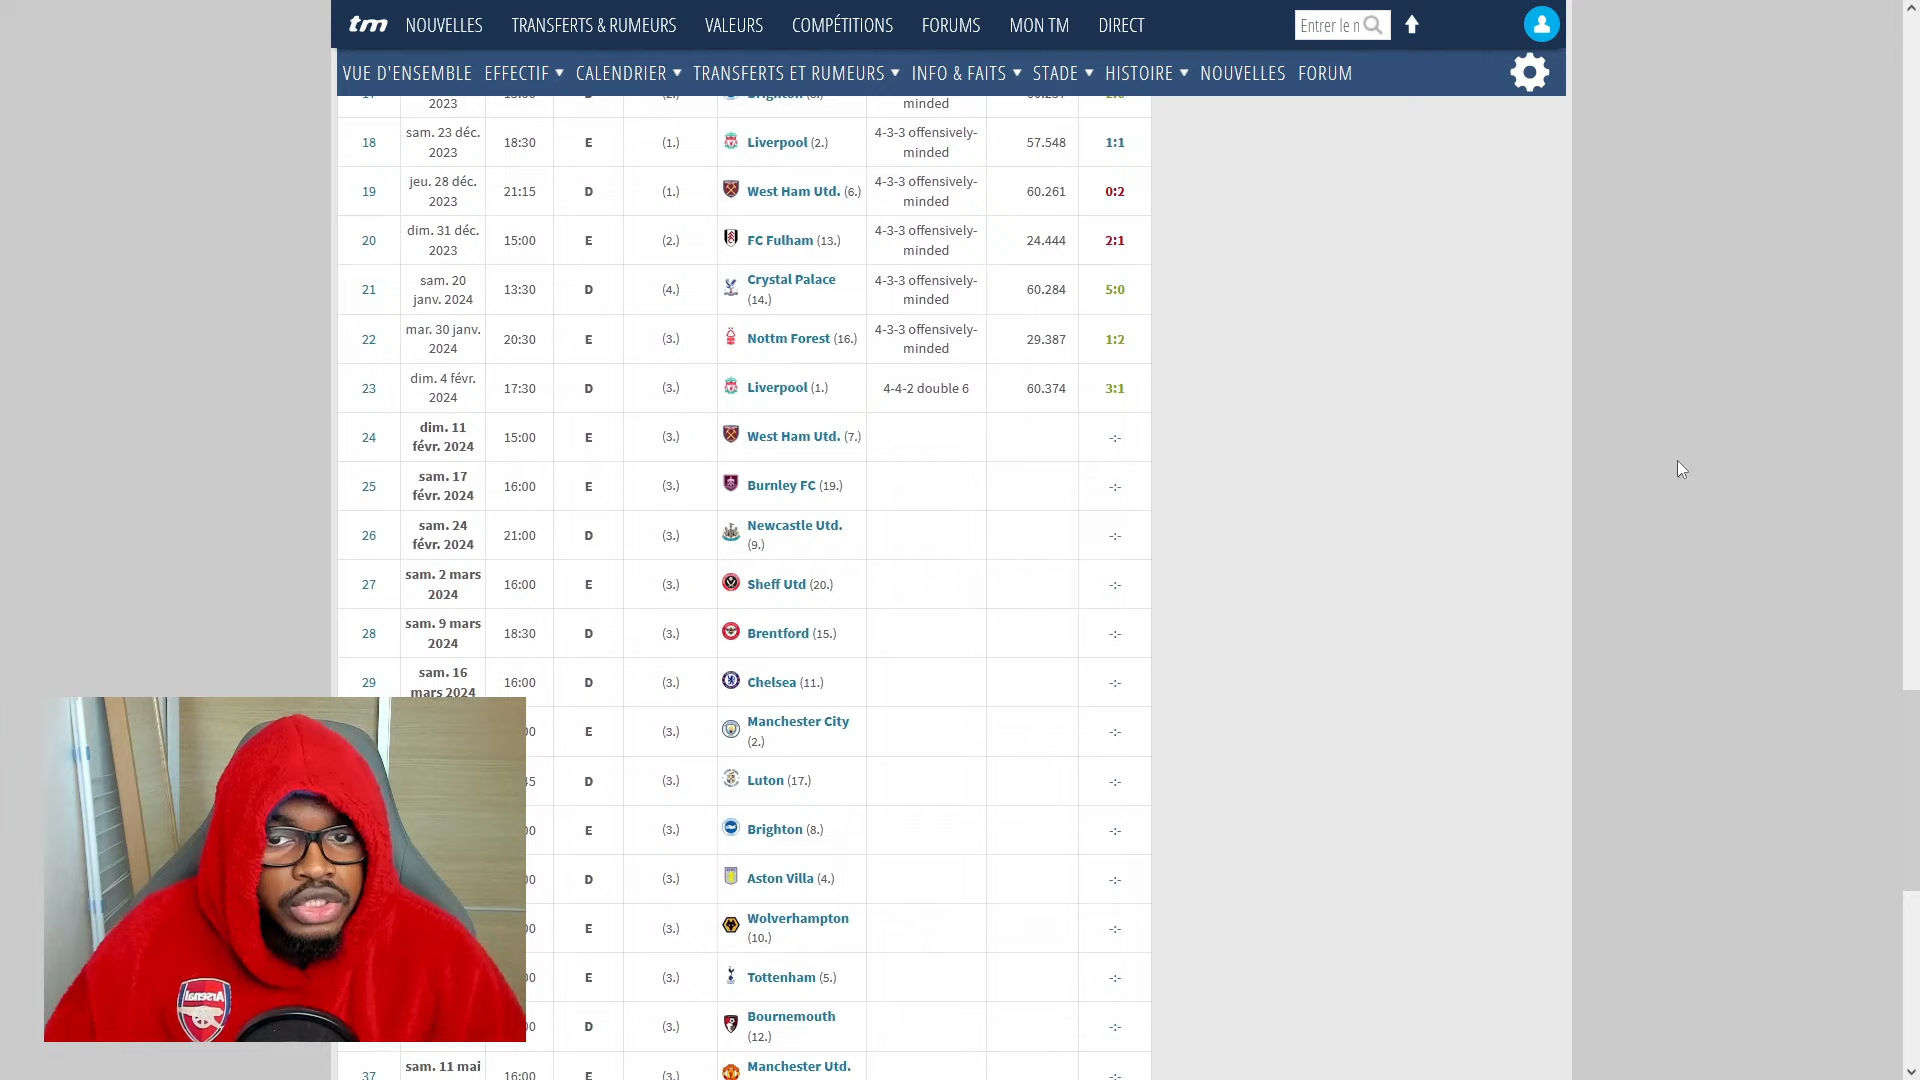 tm NOUVELLES TRANSFERTS & RUMEURS VALEURS COMPÉTITIONS FORUMS MON TM DIRECT Entrer le n
VUE D'ENSEMBLE EFFECTIF CALENDRIER TRANSFERTS ET RUMEURS INFO & FAITS STADE HISTOIRE NOUVELLES FORUM
2023 minded
18 sam. 23 déc. 2023 18:30 E (1.) Liverpool (2.) 4-3-3 offensively-minded 57.548 1:1
19 jeu. 28 déc. 2023 21:15 D (1.) West Ham Utd. (6.) 4-3-3 offensively-minded 60.261 0:2
20 dim. 31 déc. 2023 15:00 E (2.) FC Fulham (13.) 4-3-3 offensively-minded 24.444 2:1
21 sam. 20 janv. 2024 13:30 D (4.) Crystal Palace (14.) 4-3-3 offensively-minded 60.284 5:0
22 mar. 30 janv. 2024 20:30 E (3.) Nottm Forest (16.) 4-3-3 offensively-minded 29.387 1:2
23 dim. 4 févr. 2024 17:30 D (3.) Liverpool (1.) 4-4-2 double 6 60.374 3:1
24 dim. 11 févr. 2024 15:00 E (3.) West Ham Utd. (7.) -:-
25 sam. 17 févr. 2024 16:00 E (3.) Burnley FC (19.) -:-
26 sam. 24 févr. 2024 21:00 D (3.) Newcastle Utd. (9.) -:-
27 sam. 2 mars 2024 16:00 E (3.) Sheff Utd (20.) -:-
28 sam. 9 mars 2024 18:30 D (3.) Brentford (15.) -:-
29 sam. 16 mars 2024 16:00 D (3.) Chelsea (11.) -:-
00 E (3.) Manchester City (2.) -:-
45 D (3.) Luton (17.) -:-
00 E (3.) Brighton (8.) -:-
00 D (3.) Aston Villa (4.) -:-
00 E (3.) Wolverhampton (10.) -:-
00 E (3.) Tottenham (5.) -:-
00 D (3.) Bournemouth (12.) -:-
37 sam. 11 mai 16:00 E (3.) Manchester Utd. -:-
Arsenal